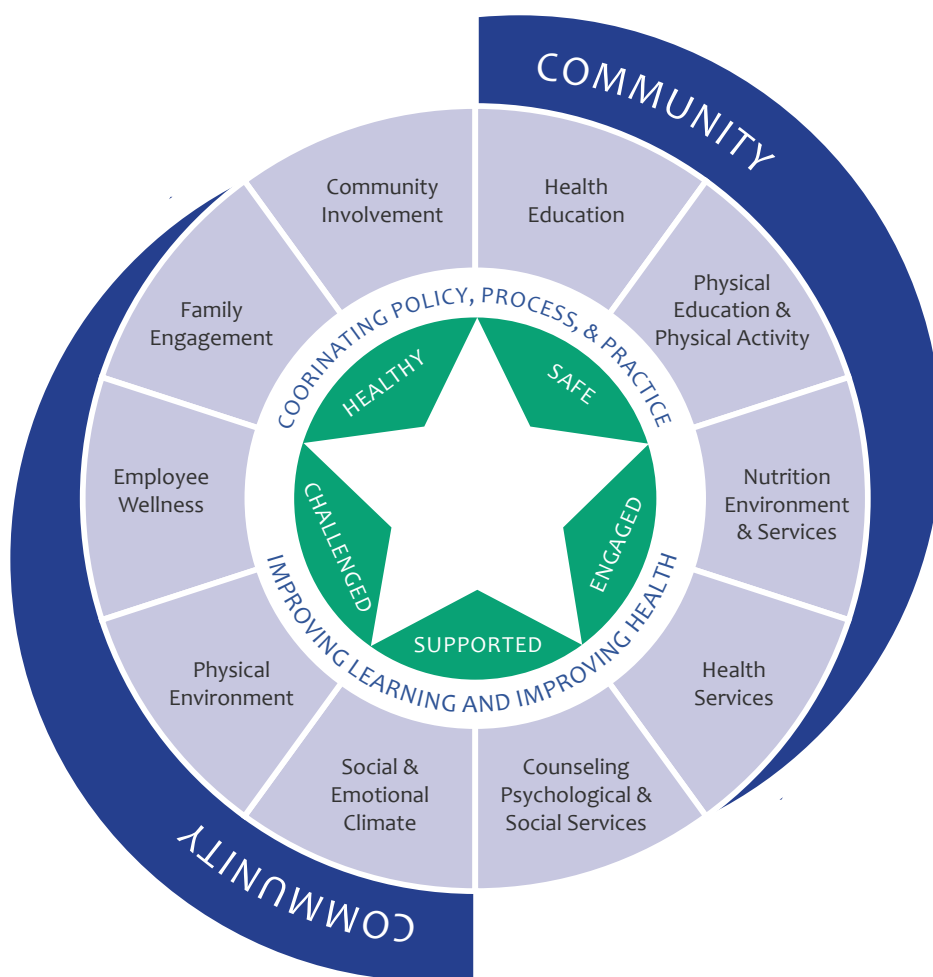 COMMUNITY
Community
Involvement
Health
Education
Physical
Education &
Physical Activity
Nutrition
Environment
& Services
Health
Services
Counseling
Psychological &
Social Services
Social &
Emotional
Climate
Physical
Environment
Employee
Wellness
Family
Engagement
COORINATING POLICY, PROCESS, & PRACTICE
IMPROVING LEARNING AND IMPROVING HEALTH
HEALTHY
SAFE
ENGAGED
SUPPORTED
CHALLENGED
COMMUNITY